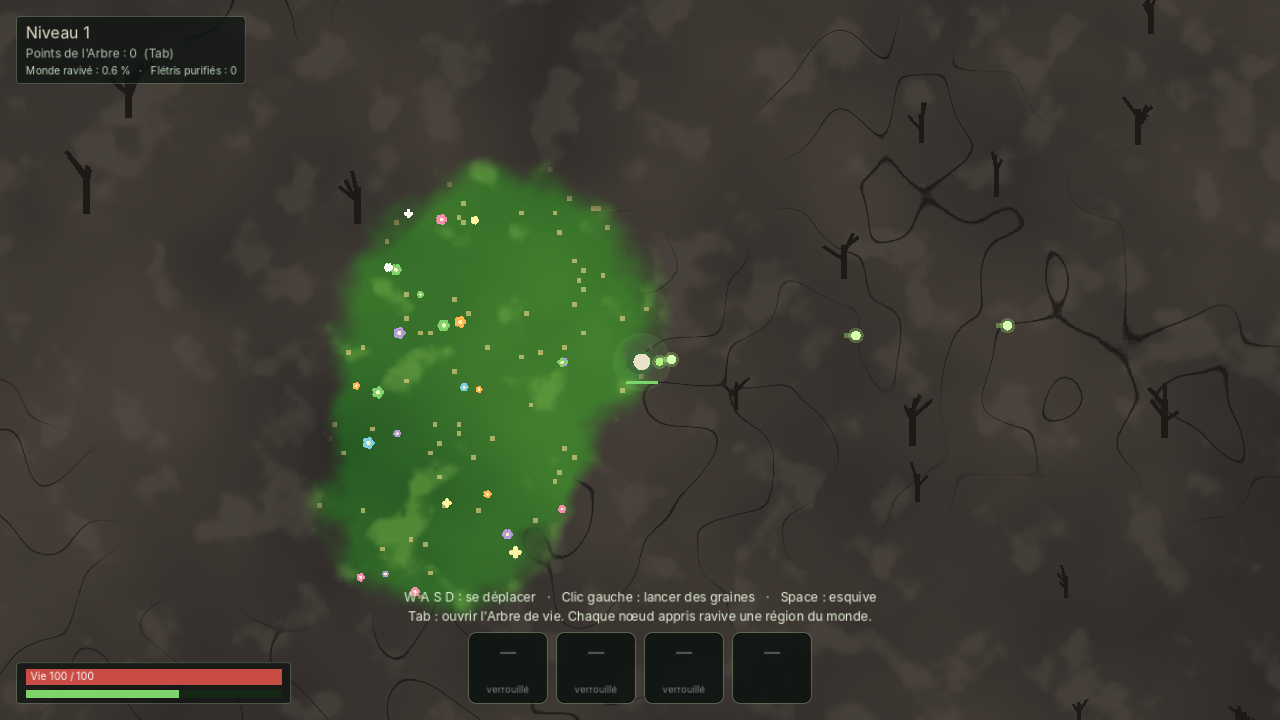 Niveau 1
Points de l'Arbre : 0 (Tab)
Monde ravivé : 0.6 % · Flétris purifiés : 0
W A S D : se déplacer · Clic gauche : lancer des graines · Space : esquive
Tab : ouvrir l'Arbre de vie. Chaque nœud appris ravive une région du monde.
— — — —
verrouillé verrouillé verrouillé
Vie 100 / 100